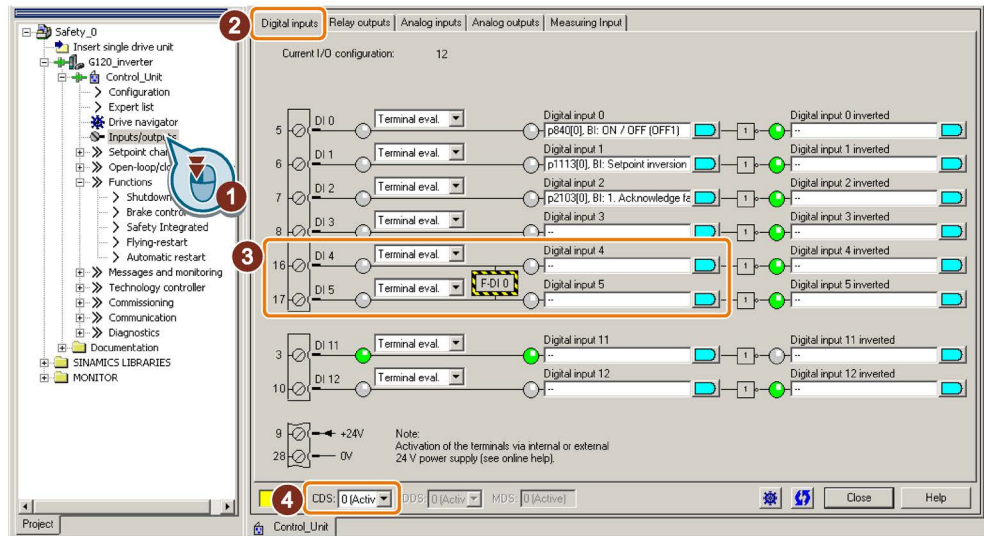 Safety_0
Insert single drive unit
G120_inverter
Control_Unit
Configuration
Expert list
Drive navigator
Inputs/outputs
Setpoint cha
Open-loop/clo
Functions
Shutdown
Brake control
Safety Integrated
Flying-restart
Automatic restart
Messages and monitoring
Technology controller
Commissioning
Communication
Diagnostics
Documentation
SINAMICS LIBRARIES
MONITOR
Project
1
2
Digital inputs Relay outputs Analog inputs Analog outputs Measuring Input
Current I/O configuration: 12
Digital input 0 Digital input 0 inverted
5 DI 0 Terminal eval. p840[0], BI: ON / OFF (OFF1) 1 --
Digital input 1 Digital input 1 inverted
6 DI 1 Terminal eval. p1113[0], BI: Setpoint inversion 1 --
Digital input 2 Digital input 2 inverted
7 DI 2 Terminal eval. p2103[0], BI: 1. Acknowledge fa 1 --
Digital input 3 Digital input 3 inverted
8 DI 3 Terminal eval. -- 1 --
3
Digital input 4 Digital input 4 inverted
16 DI 4 Terminal eval. -- 1 --
F-DI 0
Digital input 5 Digital input 5 inverted
17 DI 5 Terminal eval. -- 1 --
Digital input 11 Digital input 11 inverted
3 DI 11 Terminal eval. -- 1 --
Digital input 12 Digital input 12 inverted
10 DI 12 Terminal eval. -- 1 --
9 +24V Note:
Activation of the terminals via internal or external
28 0V 24 V power supply (see online help).
4 CDS: 0 (Activ DDS: 0 (Activ MDS: 0 (Active) Close Help
Control_Unit